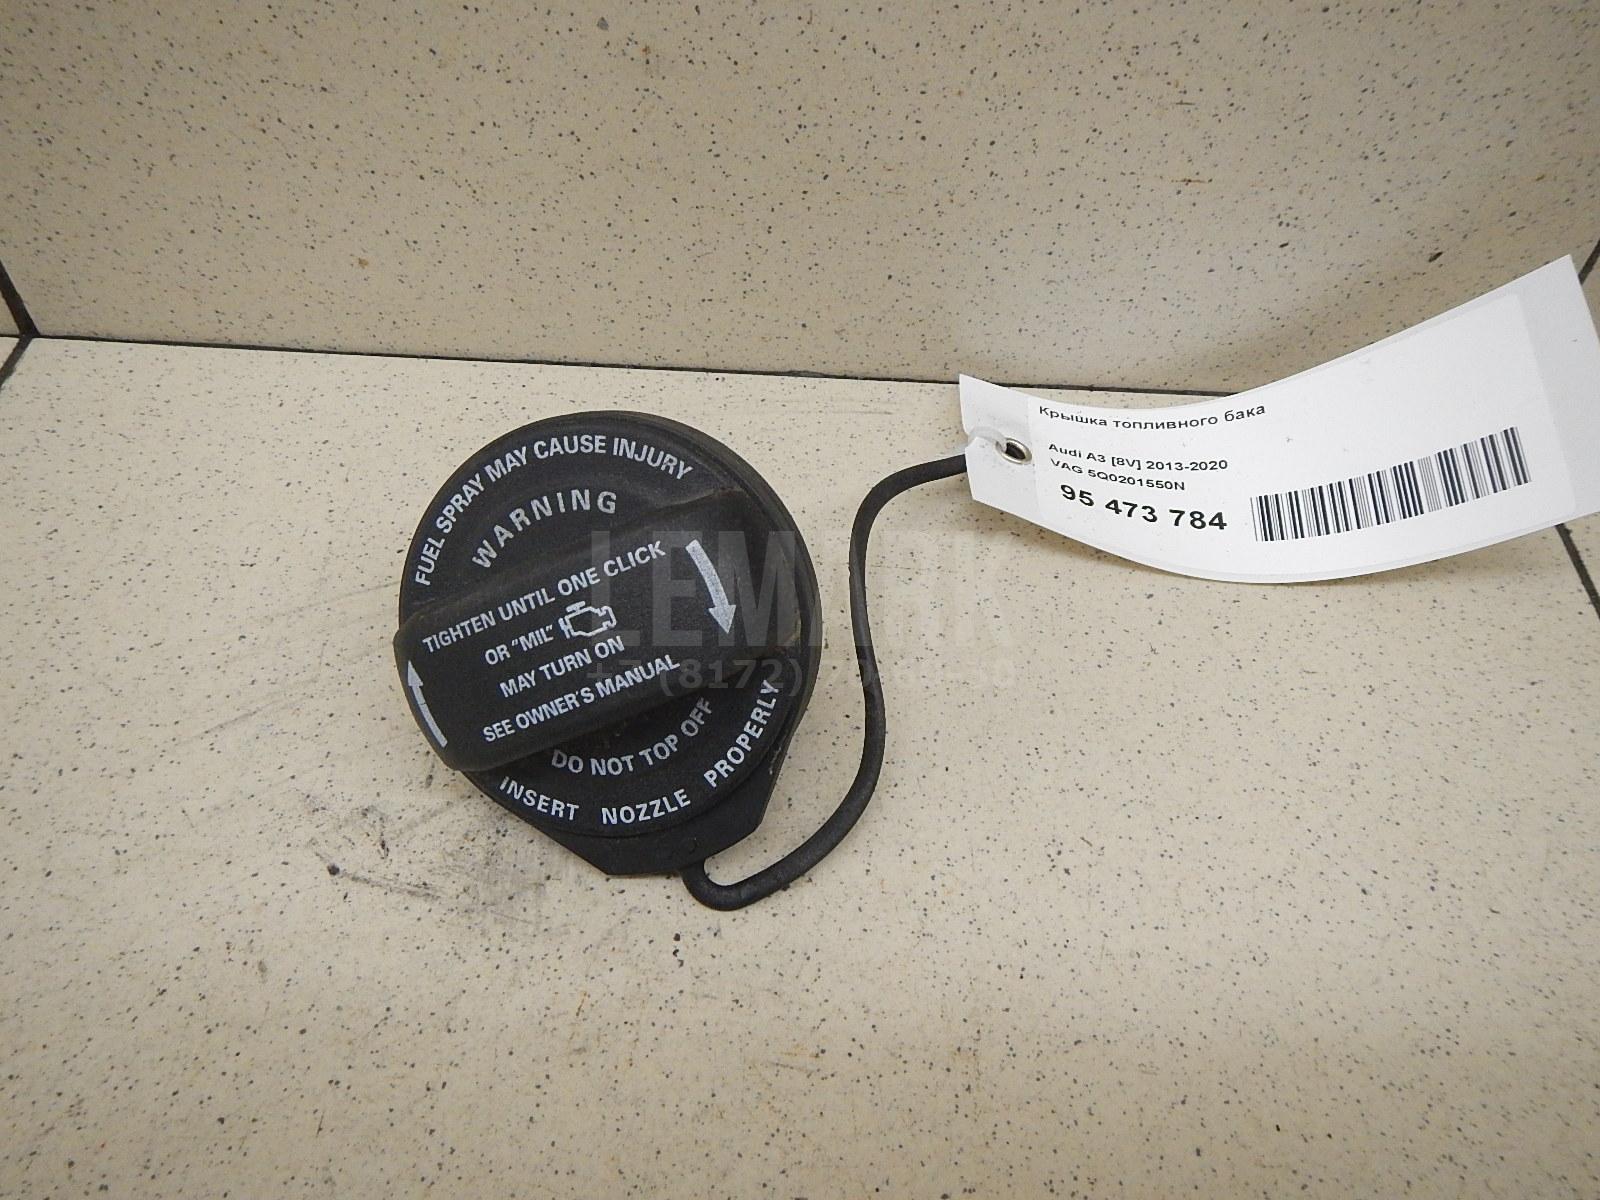 FUEL SPRAY MAY CAUSE INJURY
WARNING
TIGHTEN UNTIL ONE CLICK
OR "MIL"
MAY TURN ON
SEE OWNER'S MANUAL
DO NOT TOP OFF
INSERT NOZZLE PROPERLY
Крышка топливного бака
Audi A3 [8V] 2013-2020
VAG 5Q0201550N
95 473 784
+7 (8172)